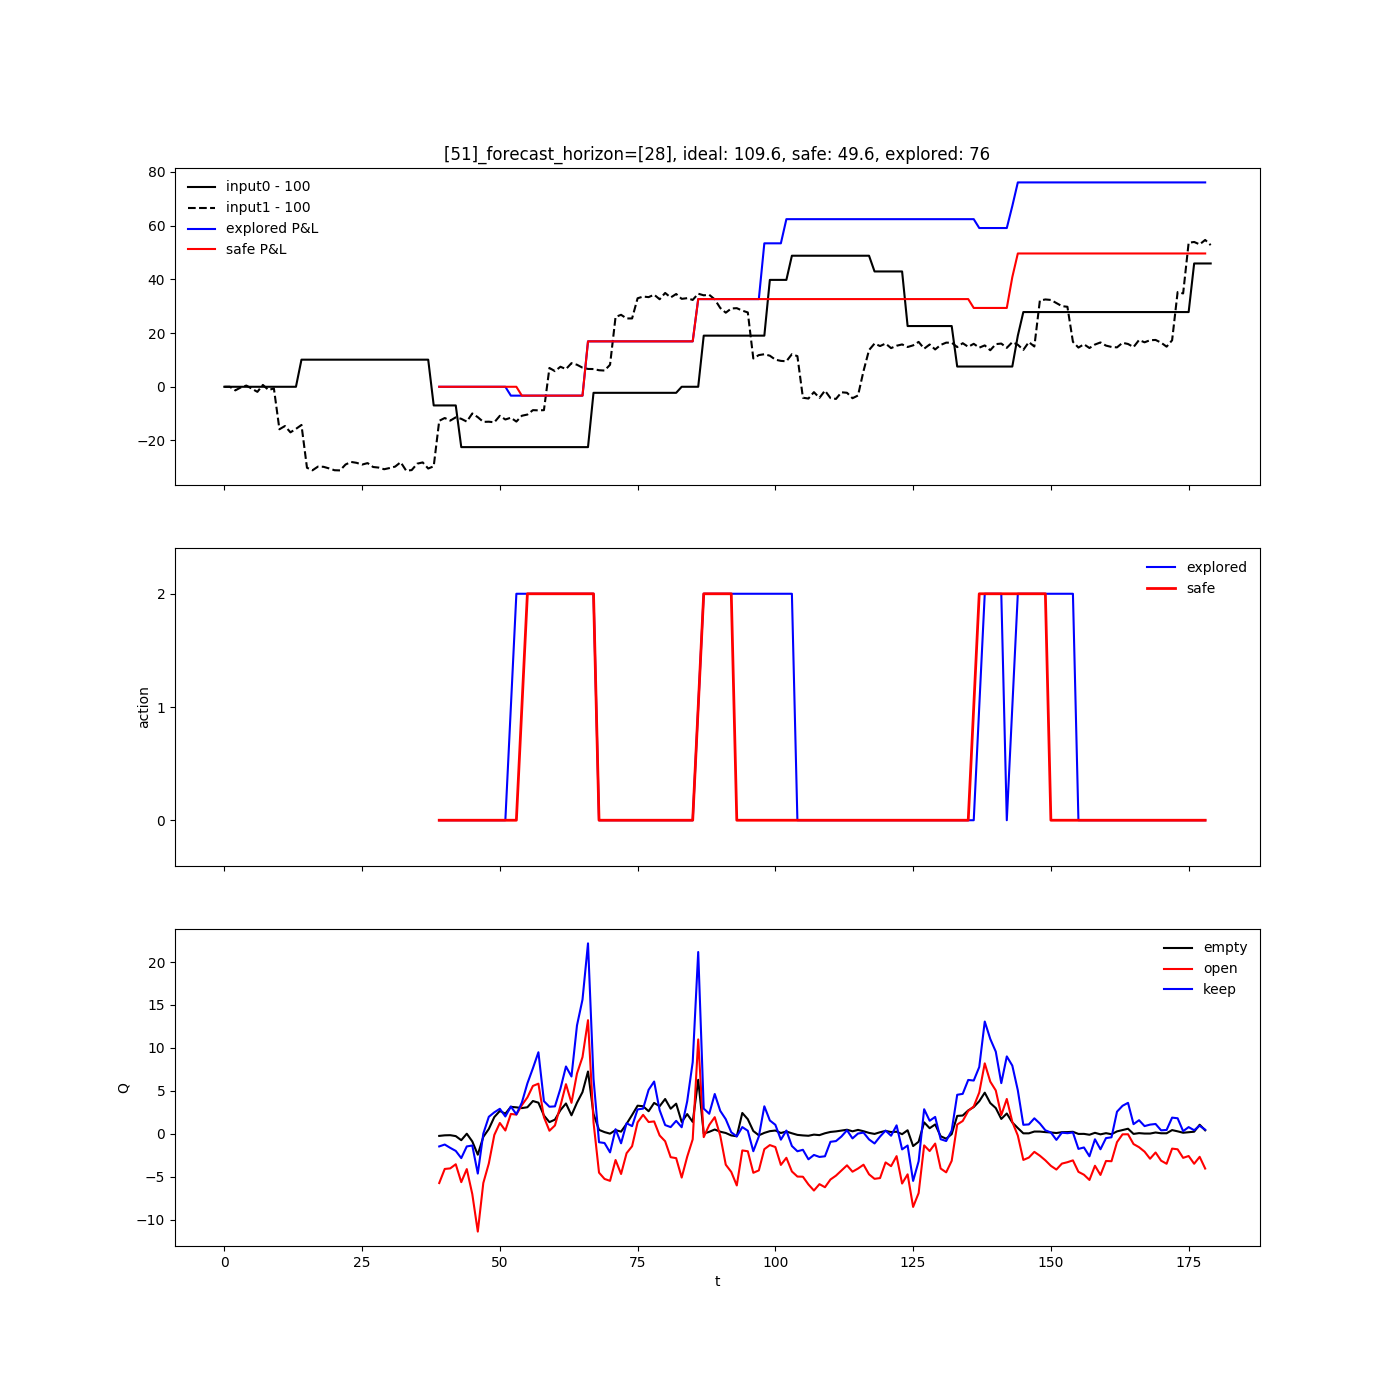 [51]_forecast_horizon=[28], ideal: 109.6, safe: 49.6, explored: 76
80
60
40
20
0
−20
input0 - 100
input1 - 100
explored P&L
safe P&L
action
2
1
0
explored
safe
Q
20
15
10
5
0
−5
−10
empty
open
keep
0 25 50 75 100 125 150 175
t